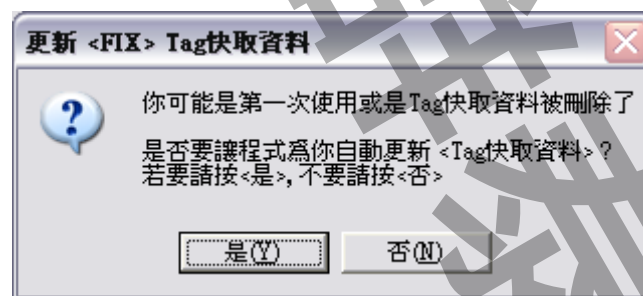 更新 <FIX> Tag快取資料
你可能是第一次使用或是Tag快取資料被刪除了
是否要讓程式為你自動更新 <Tag快取資料>?
若要請按<是>, 不要請按<否>
是(Y)
否(N)